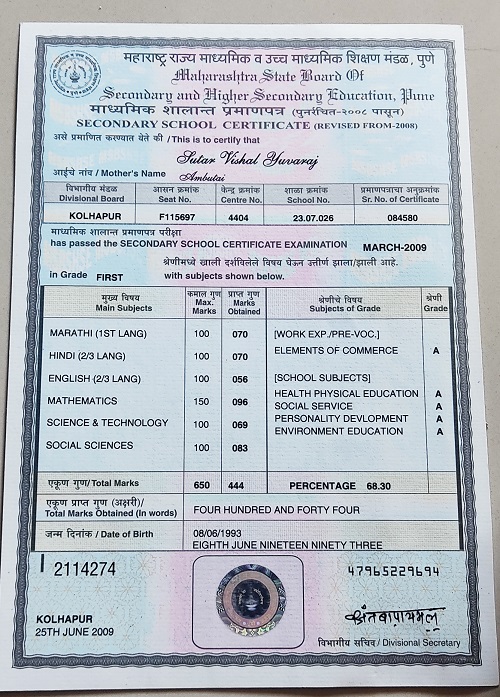 महाराष्ट्र राज्य माध्यमिक व उच्च माध्यमिक शिक्षण मंडळ, पुणे
Maharashtra State Board Of
Secondary and Higher Secondary Education, Pune
माध्यमिक शालान्त प्रमाणपत्र (पुनर्रचित-२००८ पासून)
SECONDARY SCHOOL CERTIFICATE (REVISED FROM-2008)
असे प्रमाणित करण्यात येते की /This is to certify that
Sutar Vishal Yuvaraj
आईचे नांव / Mother's Name Ambutai
विभागीय मंडळ आसन क्रमांक केन्द्र क्रमांक शाळा क्रमांक प्रमाणपत्राचा अनुक्रमांक
Divisional Board Seat No. Centre No. School No. Sr. No. of Certificate
KOLHAPUR F115697 4404 23.07.026 084580
माध्यमिक शालान्त प्रमाणपत्र परीक्षा
has passed the SECONDARY SCHOOL CERTIFICATE EXAMINATION MARCH-2009
श्रेणीमध्ये खाली दर्शविलेले विषय घेऊन उत्तीर्ण झाला/झाली आहे.
in Grade FIRST with subjects shown below.
मुख्य विषय कमाल गुण प्राप्त गुण श्रेणीचे विषय श्रेणी
Main Subjects Max. Marks Marks Obtained Subjects of Grade Grade
MARATHI (1ST LANG) 100 070 [WORK EXP./PRE-VOC.]
HINDI (2/3 LANG) 100 070 ELEMENTS OF COMMERCE A
ENGLISH (2/3 LANG) 100 056 [SCHOOL SUBJECTS]
HEALTH PHYSICAL EDUCATION A
MATHEMATICS 150 096 SOCIAL SERVICE A
PERSONALITY DEVLOPMENT A
SCIENCE & TECHNOLOGY 100 069 ENVIRONMENT EDUCATION A
SOCIAL SCIENCES 100 083
एकूण गुण/Total Marks 650 444 PERCENTAGE 68.30
एकूण प्राप्त गुण (अक्षरी)/
Total Marks Obtained (In words) FOUR HUNDRED AND FORTY FOUR
जन्म दिनांक / Date of Birth 08/06/1993
EIGHTH JUNE NINETEEN NINETY THREE
2114274 47965229694
KOLHAPUR
25TH JUNE 2009
विभागीय सचिव / Divisional Secretary